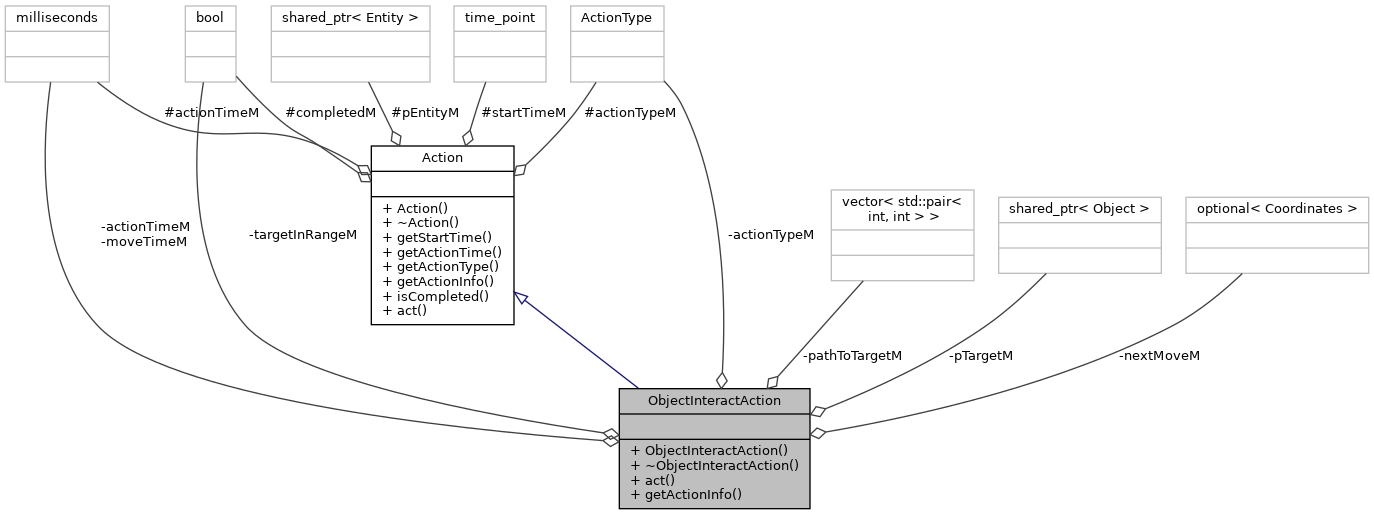 milliseconds
bool
shared_ptr< Entity >
time_point
ActionType
#actionTimeM
#completedM
#pEntityM
#startTimeM
#actionTypeM
Action
+ Action()
+ ~Action()
+ getStartTime()
+ getActionTime()
+ getActionType()
+ getActionInfo()
+ isCompleted()
+ act()
vector< std::pair<
int, int > >
shared_ptr< Object >
optional< Coordinates >
-actionTimeM
-moveTimeM
-targetInRangeM
-actionTypeM
-pathToTargetM
-pTargetM
-nextMoveM
ObjectInteractAction
+ ObjectInteractAction()
+ ~ObjectInteractAction()
+ act()
+ getActionInfo()